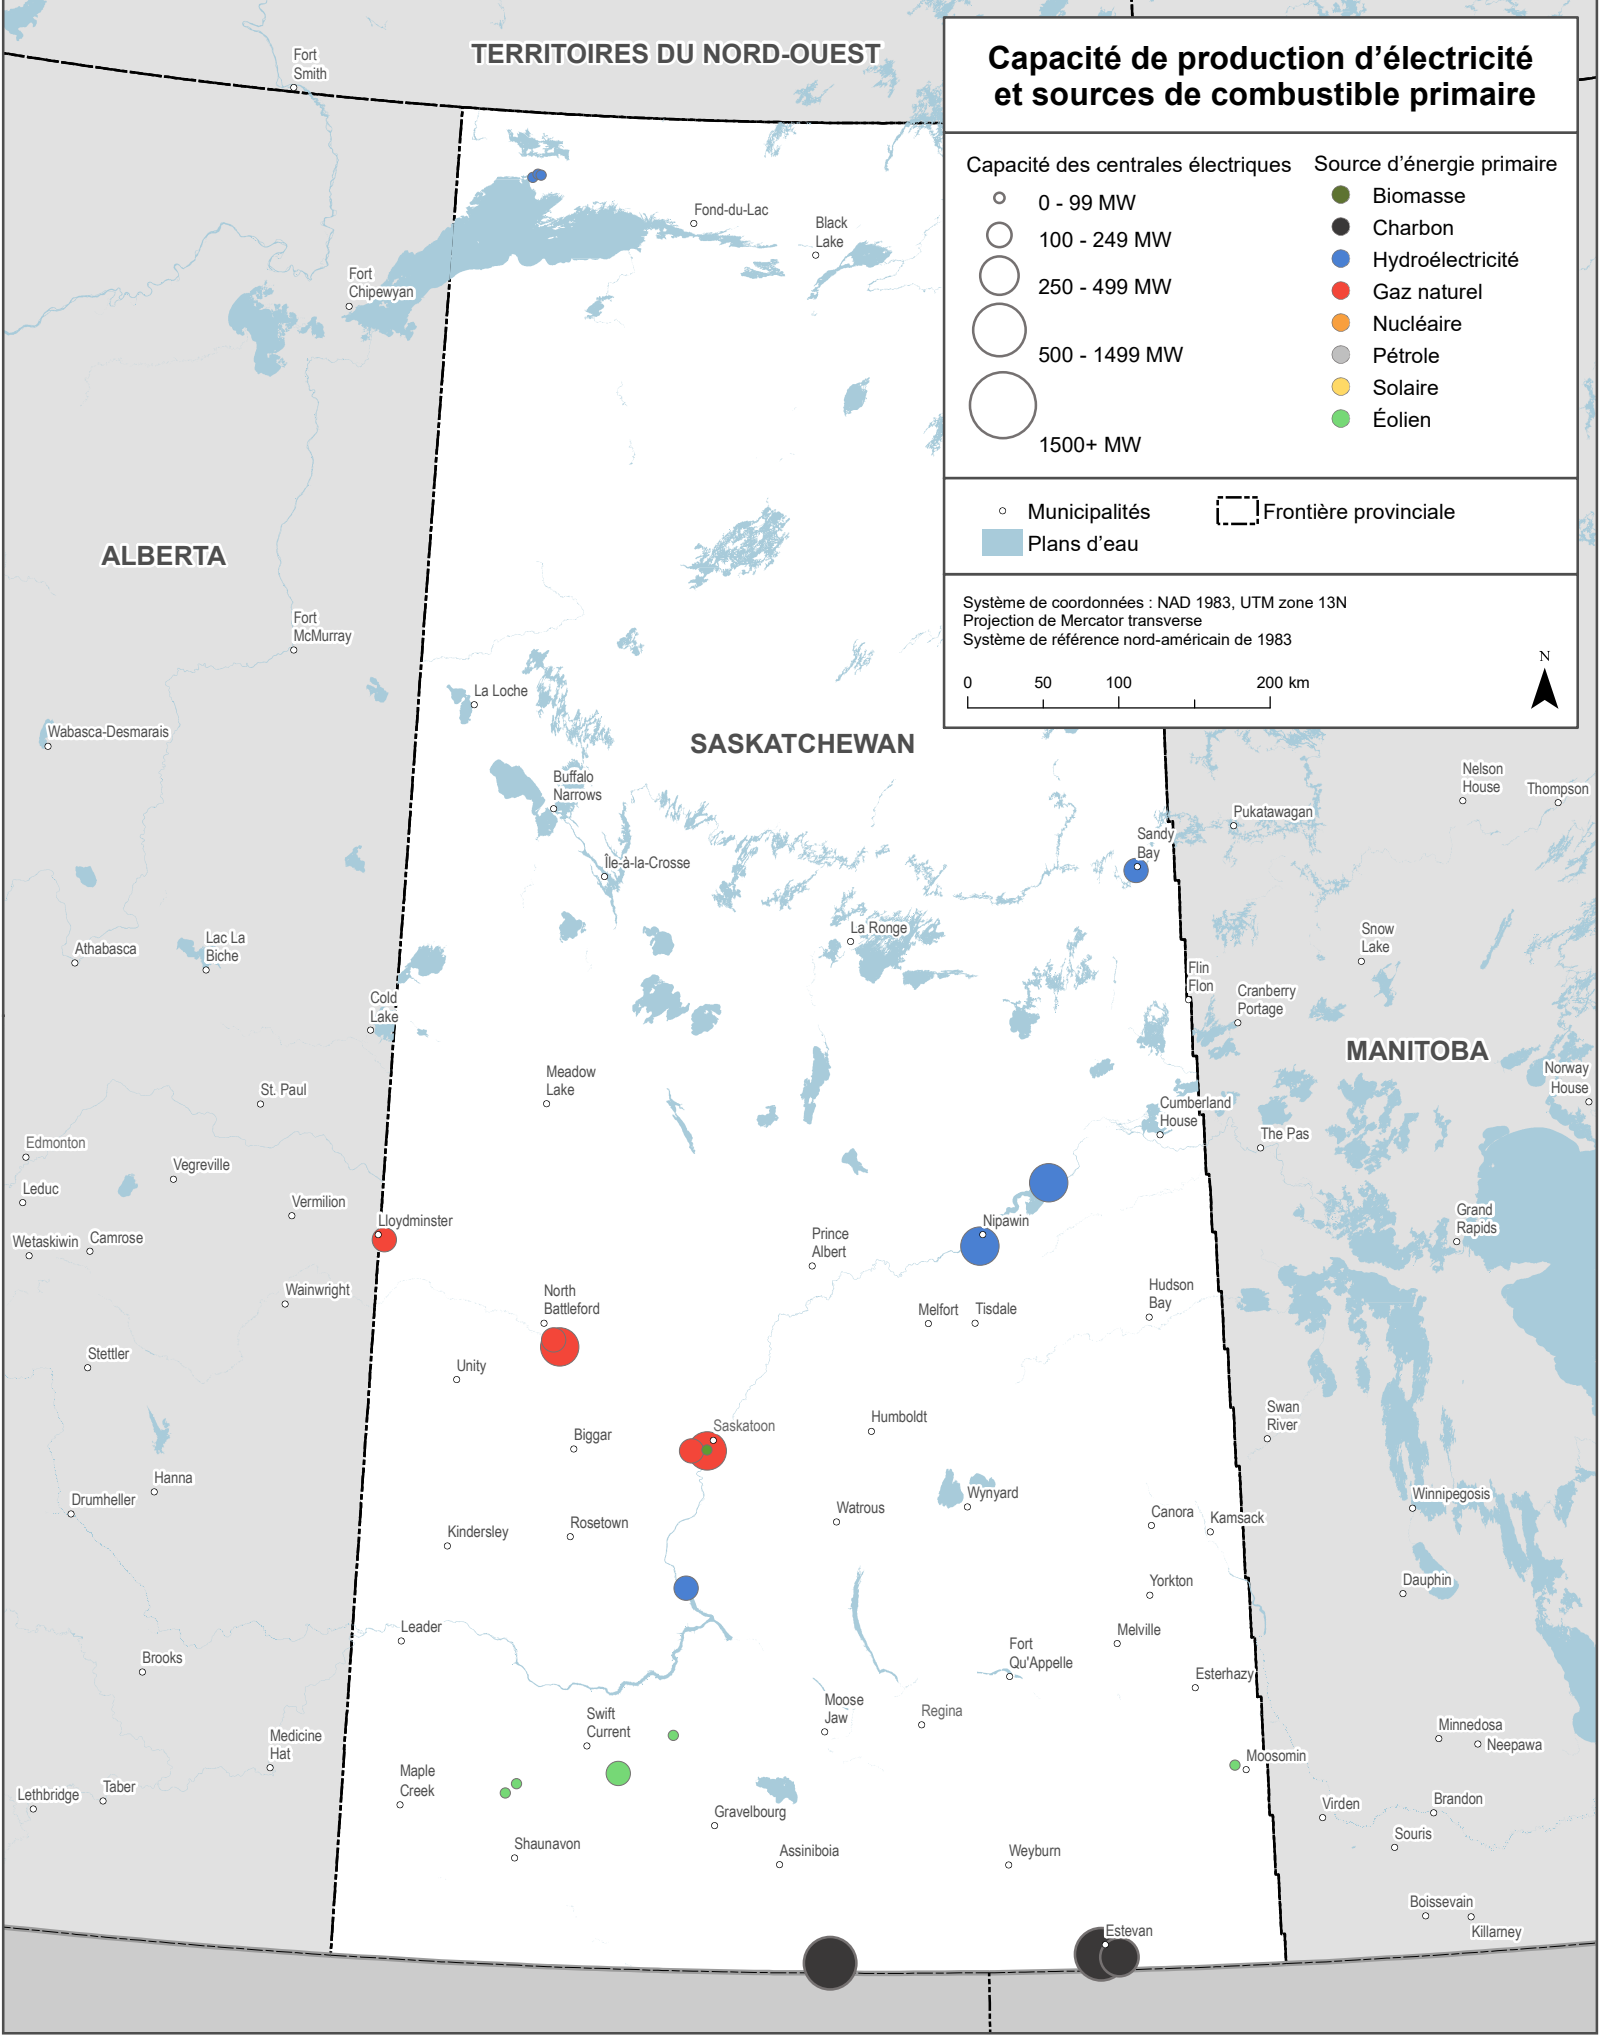 Capacité de production d’électricité
et sources de combustible primaire
Capacité des centrales électriques
0 - 99 MW
100 - 249 MW
250 - 499 MW
500 - 1499 MW
1500+ MW
Source d’énergie primaire
Biomasse
Charbon
Hydroélectricité
Gaz naturel
Nucléaire
Pétrole
Solaire
Éolien
Municipalités
Frontière provinciale
Plans d’eau
Système de coordonnées : NAD 1983, UTM zone 13N
Projection de Mercator transverse
Système de référence nord-américain de 1983
0 50 100 200 km
N
TERRITOIRES DU NORD-OUEST
Fort
Smith
Fond-du-Lac
Black
Lake
Fort
Chipewyan
ALBERTA
Fort
McMurray
La Loche
Wabasca-Desmarais
SASKATCHEWAN
Buffalo
Narrows
Nelson
House
Thompson
Pukatawagan
Sandy
Bay
Île-à-la-Crosse
La Ronge
Athabasca
Lac La
Biche
Snow
Lake
Flin
Flon
Cranberry
Portage
Cold
Lake
MANITOBA
Meadow
Lake
Norway
House
St. Paul
Cumberland
House
The Pas
Edmonton
Vegreville
Leduc
Vermilion
Lloydminster
Nipawin
Grand
Rapids
Wetaskiwin
Camrose
Prince
Albert
Wainwright
North
Battleford
Hudson
Bay
Melfort
Tisdale
Stettler
Unity
Swan
River
Humboldt
Saskatoon
Biggar
Hanna
Drumheller
Wynyard
Winnipegosis
Watrous
Canora
Kamsack
Kindersley
Rosetown
Yorkton
Dauphin
Leader
Melville
Fort
Qu'Appelle
Brooks
Esterhazy
Moose
Jaw
Regina
Swift
Current
Medicine
Hat
Minnedosa
Neepawa
Moosomin
Maple
Creek
Lethbridge
Taber
Virden
Brandon
Gravelbourg
Souris
Shaunavon
Assiniboia
Weyburn
Boissevain
Killarney
Estevan